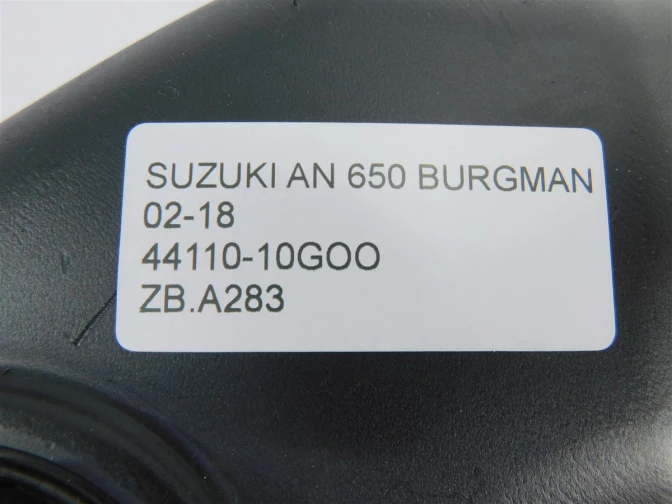 SUZUKI AN 650 BURGMAN
02-18
44110-10GOO
ZB.A283